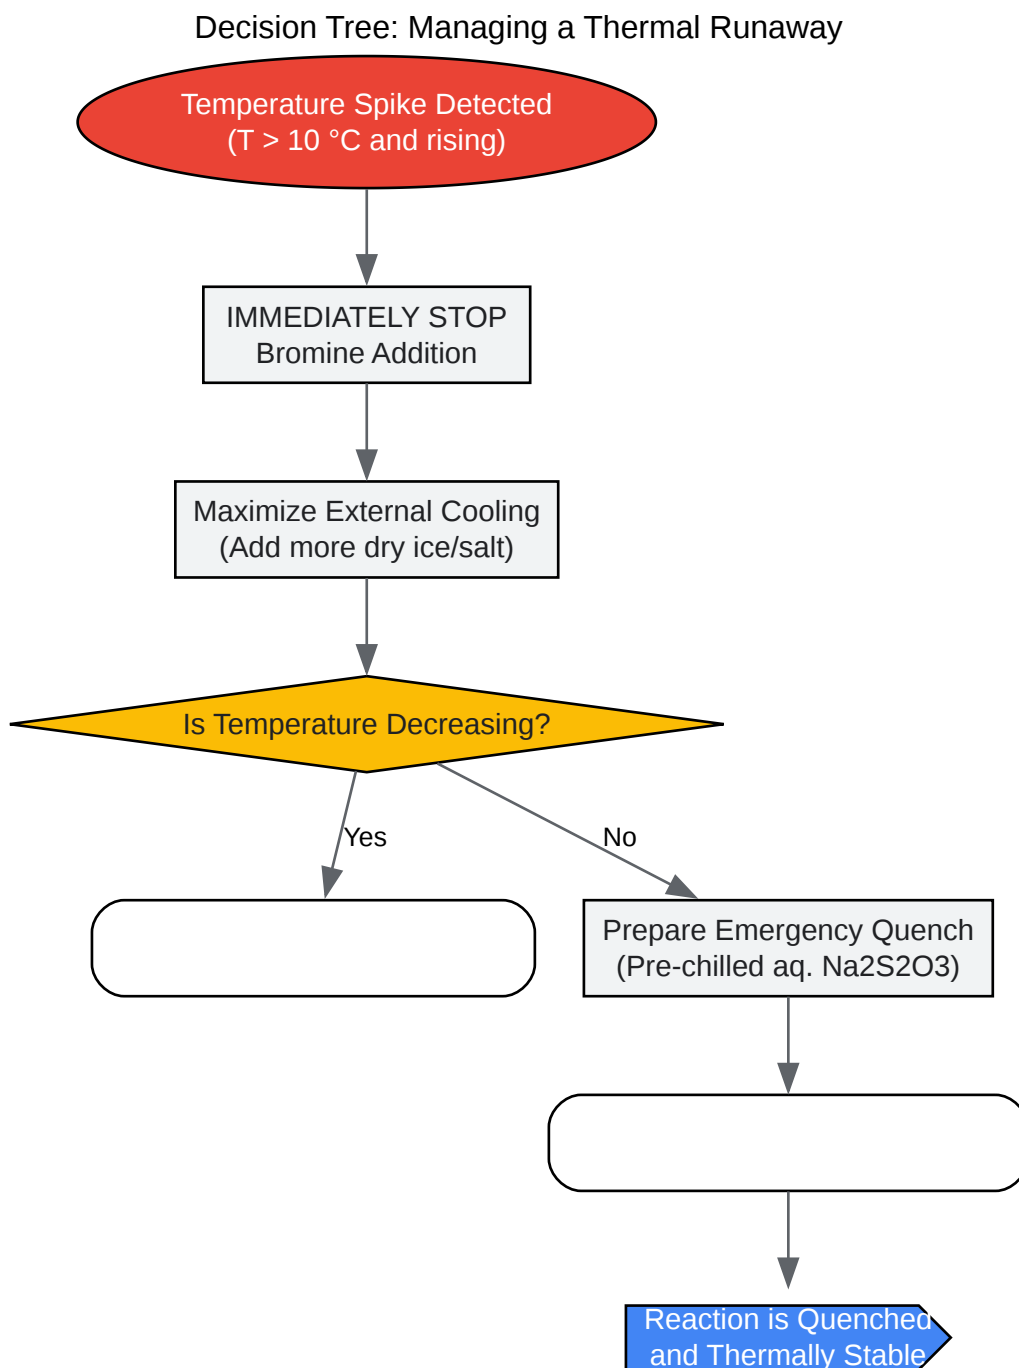 Decision Tree: Managing a Thermal Runaway
Temperature Spike Detected
(T > 10 °C and rising)
IMMEDIATELY STOP
Bromine Addition
Maximize External Cooling
(Add more dry ice/salt)
Is Temperature Decreasing?
Yes
No
Prepare Emergency Quench
(Pre-chilled aq. Na2S2O3)
Reaction is Quenched
and Thermally Stable